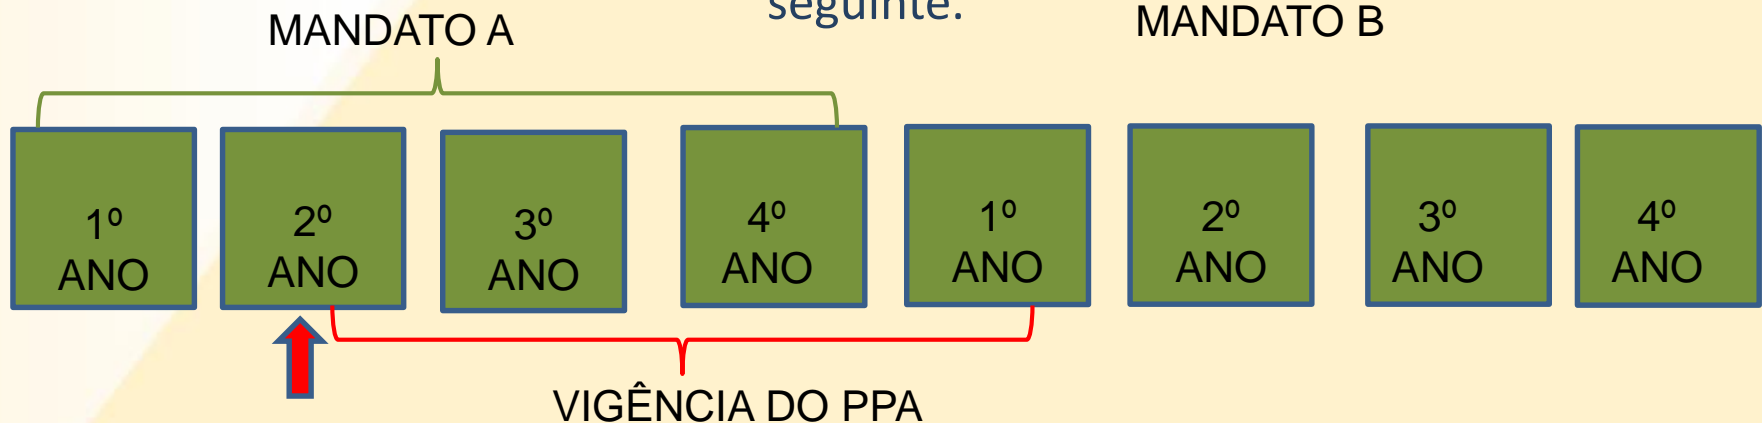 seguinte.
MANDATO A
MANDATO B
1º
ANO
2º
ANO
3º
ANO
4º
ANO
1º
ANO
2º
ANO
3º
ANO
4º
ANO
VIGÊNCIA DO PPA